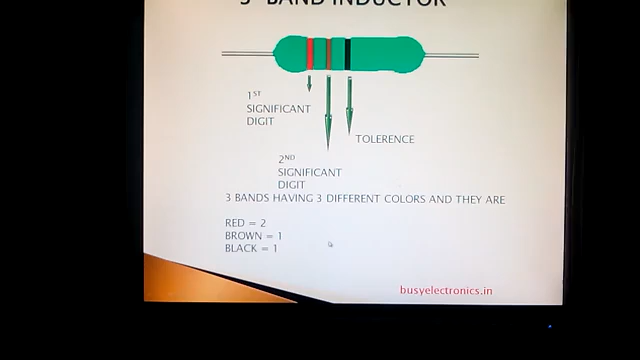 3 BAND INDUCTOR
1ST
SIGNIFICANT
DIGIT
TOLERENCE
2ND
SIGNIFICANT
DIGIT
3 BANDS HAVING 3 DIFFERENT COLORS AND THEY ARE
RED = 2
BROWN = 1
BLACK = 1
busyelectronics.in